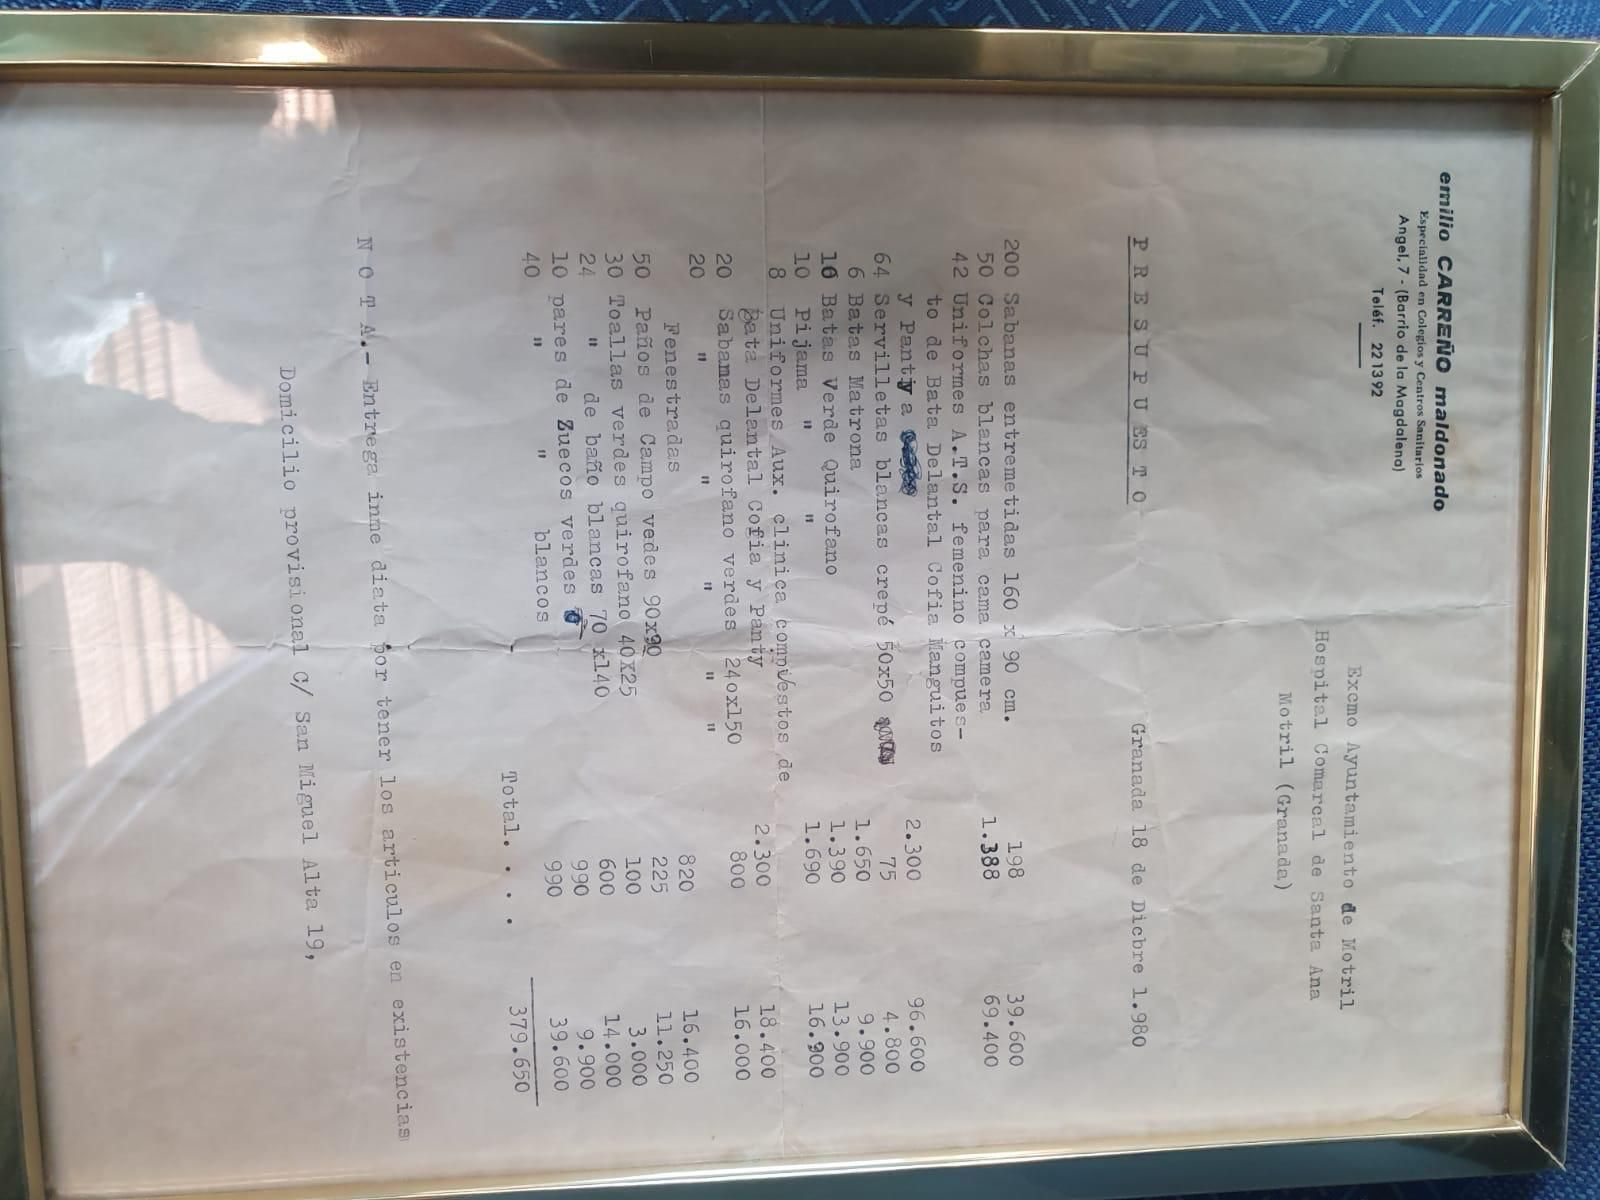 emilio CARREÑO maldonado
Especialidad en Colegios y Centros Sanitarios
Angel, 7 - (Barrio de la Magdalena)
Teléf. 22 13 92
Excmo Ayuntamiento de Motril
Hospital Comarcal de Santa Ana
Motril (Granada)
P R E S U P U ES T O Granada 18 de Dicbre 1.980
200 Sabanas entremetidas 160 x 90 cm. 198 39.600
50 Colchas blancas para cama camera 1.388 69.400
42 Uniformes A.T.S. femenino compues-
to de Bata Delantal Cofia Manguitos
y Panty a 2.300 96.600
64 Servilletas blancas crepé 50x50 75 4.800
6 Batas Matrona 1.650 9.900
10 Batas Verde Quirofano 1.390 13.900
10 Pijama " " 1.690 16.900
8 Uniformes Aux. clinica compuestos de
Bata Delantal Cofia y Panty 2.300 18.400
20 Sabamas quirofano verdes 240x150 800 16.000
20 " " " " "
Fenestradas 820 16.400
50 Paños de Campo vedes 90x90 225 11.250
30 Toallas verdes quirofano 40X25 100 3.000
24 " de baño blancas 70 x140 600 14.000
10 pares de Zuecos verdes 990 9.900
40 " " blancos 990 39.600
Total. . . . 379.650
N O T A.- Entrega inme diata por tener los articulos en existencias
Domicilio provisional C/ San Miguel Alta 19,